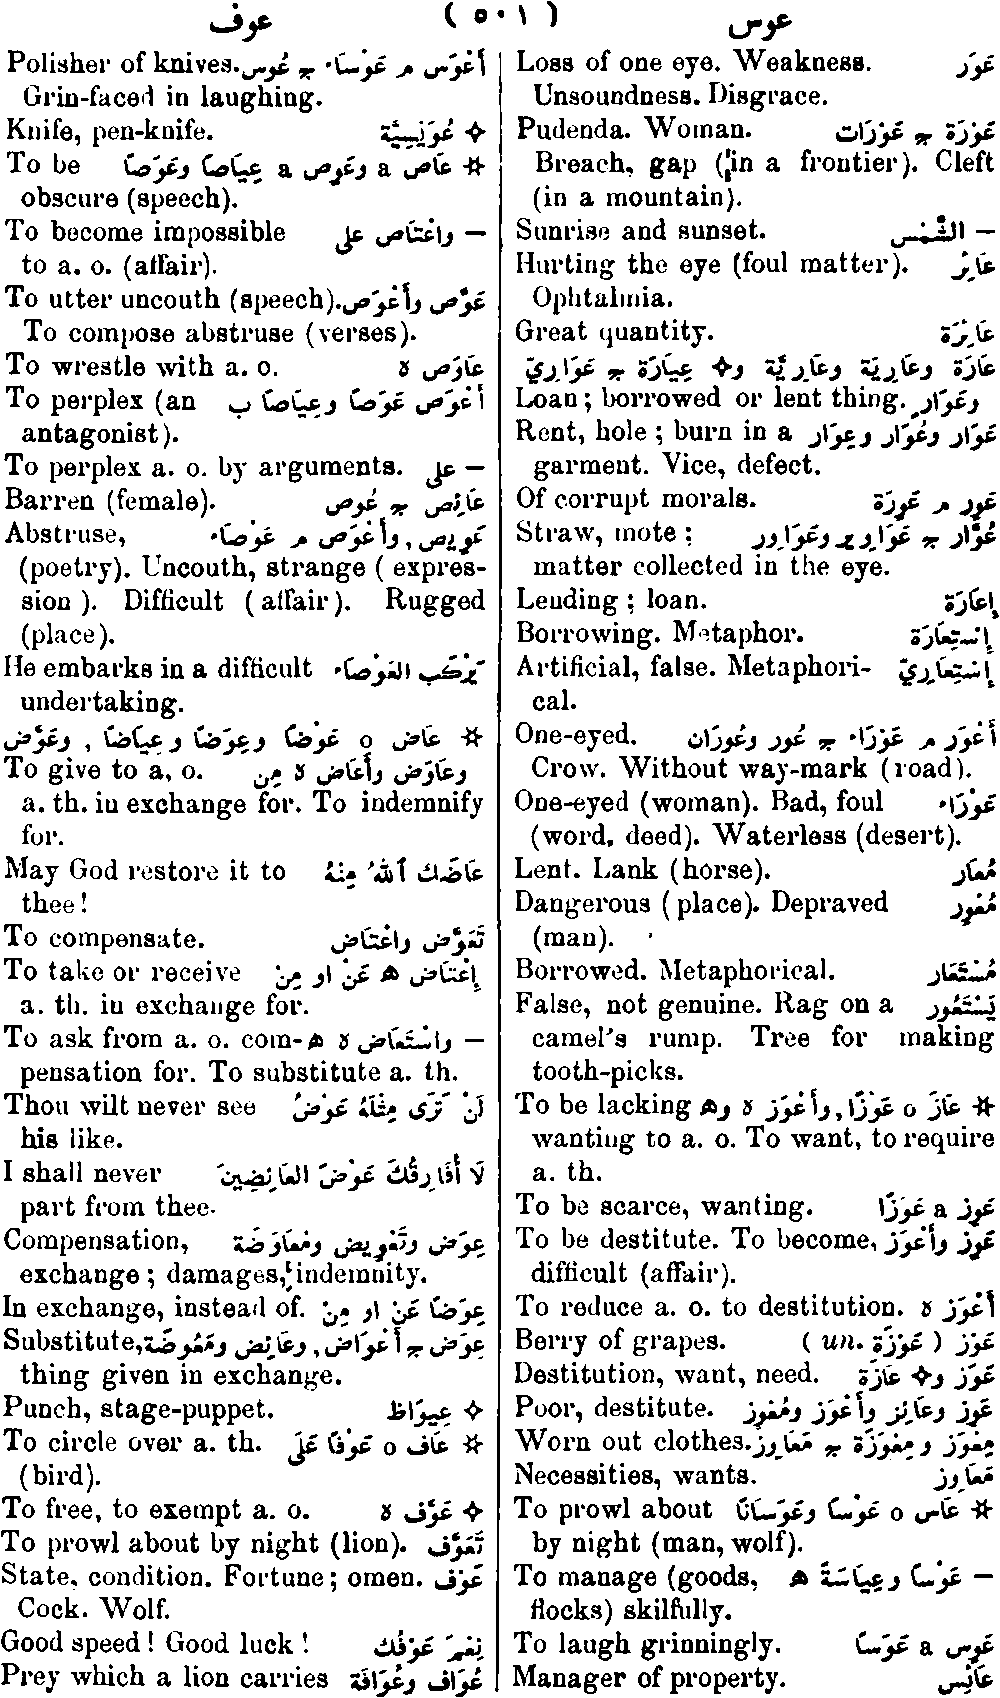 عوف ( ٥٠١ ) عوس
Loss of one eye. Weakness. عَوَر
Unsoundness. Disgrace.
Pudenda. Woman. عَوْرَة ج عَوْرَات
Breach, gap (in a frontier). Cleft
(in a mountain).
Sunrise and sunset. – الشَّمْس
Hurting the eye (foul matter). عَايِر
Ophtalmia.
Great quantity. عَايِرَة
عَارَة وعَارِيَة وعَارِيَّة و✧ عِيَارَة ج عَوَارِيّ
Loan; borrowed or lent thing. وعَوَار
Rent, hole; burn in a عَوَار وعُوَار وعِوَار
garment. Vice, defect.
Of corrupt morals. عَوِر م عَوِرَة
Straw, mote; عُوَّار ج عَوَاوِير وعَوَاوِر
matter collected in the eye.
Lending; loan. إِعَارَة
Borrowing. Metaphor. إِسْتِعَارَة
Artificial, false. Metaphori- إِسْتِعَارِيّ
cal.
One-eyed. أَعْوَر م عَوْرَاء ج عُور وعُورَان
Crow. Without way-mark (road).
One-eyed (woman). Bad, foul عَوْرَاء
(word, deed). Waterless (desert).
Lent. Lank (horse). مُعَار
Dangerous (place). Depraved مُعْوِر
(man).
Borrowed. Metaphorical. مُسْتَعَار
False, not genuine. Rag on a يَسْتَعُور
camel's rump. Tree for making
tooth-picks.
To be lacking ✲ عَازَ o عَوْزًا, وأَعْوَز ه وه
wanting to a. o. To want, to require
a. th.
To be scarce, wanting. عَوِز a عَوَزًا
To be destitute. To become, عَوِز وأَعْوَز
difficult (affair).
To reduce a. o. to destitution. أَعْوَز ه
Berry of grapes. عَوْز ( un. عَوْزَة )
Destitution, want, need. عَوَز و✧ عَازَة
Poor, destitute. عَوِز وعَائِز وأَعْوَز ومُعْوِز
Worn out clothes. مِعْوَز ومِعْوَزَة ج مَعَاوِز
Necessities, wants. مَعَاوِز
To prowl about ✲ عَاس o عَوْسًا وعَوَسَانًا
by night (man, wolf).
To manage (goods, – عَوْسًا وعِيَاسَةً ه
flocks) skilfully.
To laugh grinningly. عَوِس a عَوَسًا
Manager of property. عَائِس
Polisher of knives. أَعْوَس م عَوْسَاء ج عُوس
Grin-faced in laughing.
Knife, pen-knife. ✧ عُوَيْسِيَّة
To be ✲ عَاص a وعَوِص a عِيَاصًا وعَوَصًا
obscure (speech).
To become impossible – واعْتَاص على
to a. o. (affair).
To utter uncouth (speech). عَوَّص وأَعْوَص
To compose abstruse (verses).
To wrestle with a. o. عَاوَص ه
To perplex (an أَعْوَص عَوَصًا وعِيَاصًا ب
antagonist).
To perplex a. o. by arguments. – على
Barren (female). عَائِص ج عُوص
Abstruse, عَوِيص, وأَعْوَص م عَوْصَاء
(poetry). Uncouth, strange (expres-
sion). Difficult (affair). Rugged
(place).
He embarks in a difficult يَرْكَب العَوْصَاء
undertaking.
✲ عَاض o عَوْضًا وعِوَضًا وعِيَاضًا , وعَوَّض
To give to a, o. وعَاوَض وأَعَاض ه مِن
a. th. in exchange for. To indemnify
for.
May God restore it to عَاضَكَ ٱللهُ مِنْهُ
thee!
To compensate. تَعَوَّض واعْتَاض
To take or receive إِعْتَاض ه عَنْ او مِنْ
a. th. in exchange for.
To ask from a. o. com- – واسْتَعَاض ه ه
pensation for. To substitute a. th.
Thou wilt never see لَنْ تَرَى مِثْلَهُ عَوْضُ
his like.
I shall never لَا أُفَارِقُكَ عَوْضَ العَائِضِينَ
part from thee.
Compensation, عِوَض وتَعْوِيض ومُعَاوَضَة
exchange; damages, indemnity.
In exchange, instead of. عِوَضًا عَنْ او مِنْ
Substitute, عِوَض ج أَعْوَاض, وعَائِض ومَعُوضَة
thing given in exchange.
Punch, stage-puppet. ✧ عِيوَاظ
To circle over a. th. ✲ عَاف o عَوْفًا عَلَى
(bird).
To free, to exempt a. o. ✧ عَوَّف ه
To prowl about by night (lion). تَعَوَّف
State, condition. Fortune; omen. عَوْف
Cock. Wolf.
Good speed! Good luck! نِعْمَ عَوْفُك
Prey which a lion carries عُوَاف وعُوَافَة